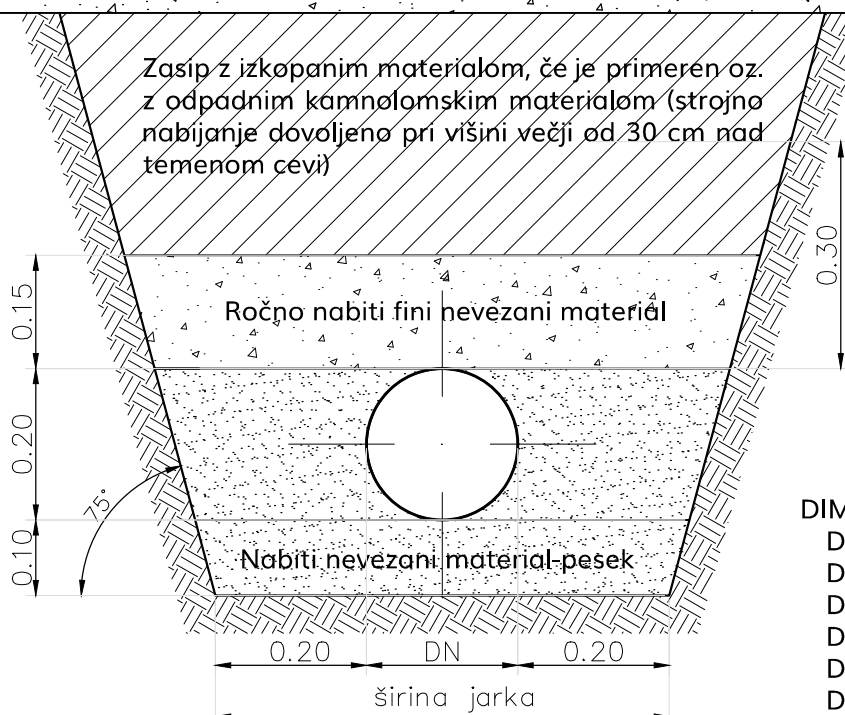 Zasip z izkopanim materialom, če je primeren oz.
z odpadnim kamnolomskim materialom (strojno
nabijanje dovoljeno pri višini večji od 30 cm nad
temenom cevi)
0.30
0.15
Ročno nabiti fini nevezani material
0.20
75°
0.10
Nabiti nevezani material-pesek
DIM
D
D
D
D
D
D
0.20 DN 0.20
širina jarka